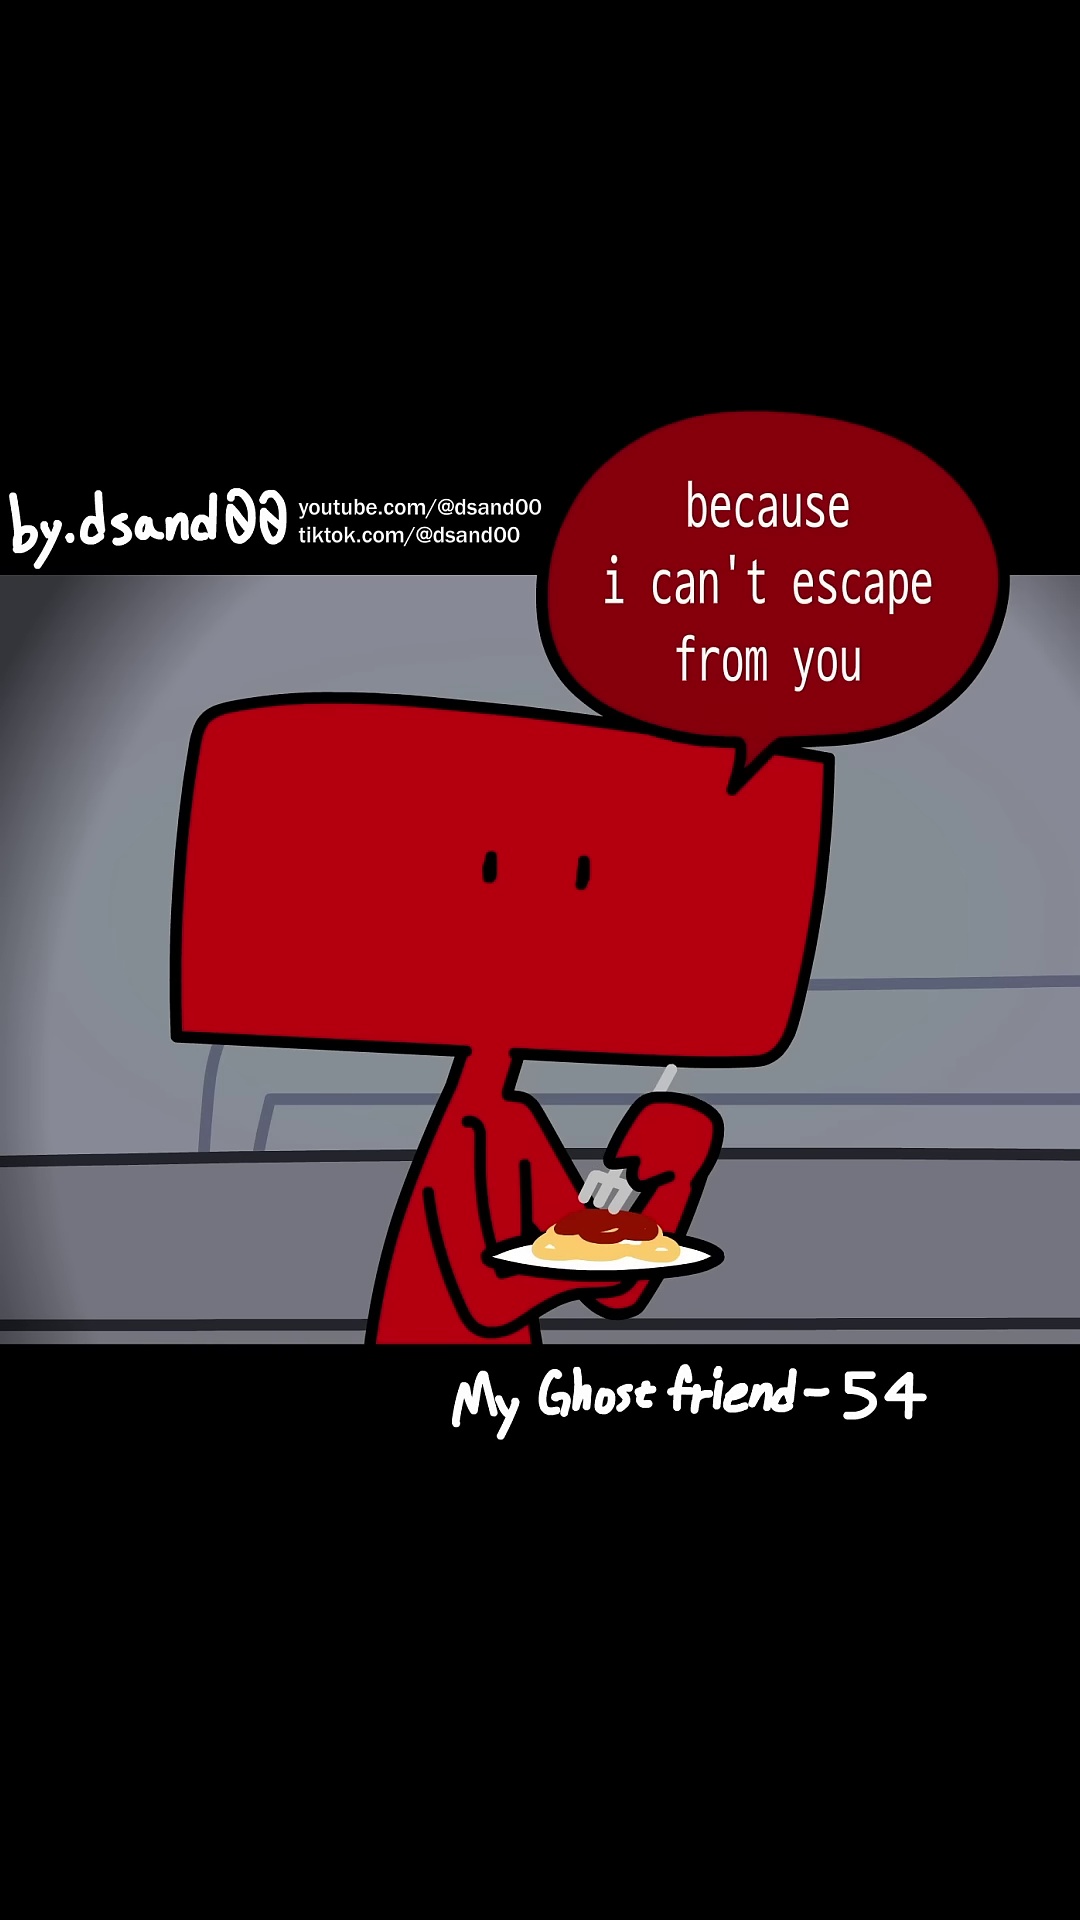 by.dsand00
youtube.com/@dsand00
tiktok.com/@dsand00
because
i can't escape
from you
My Ghost friend-54